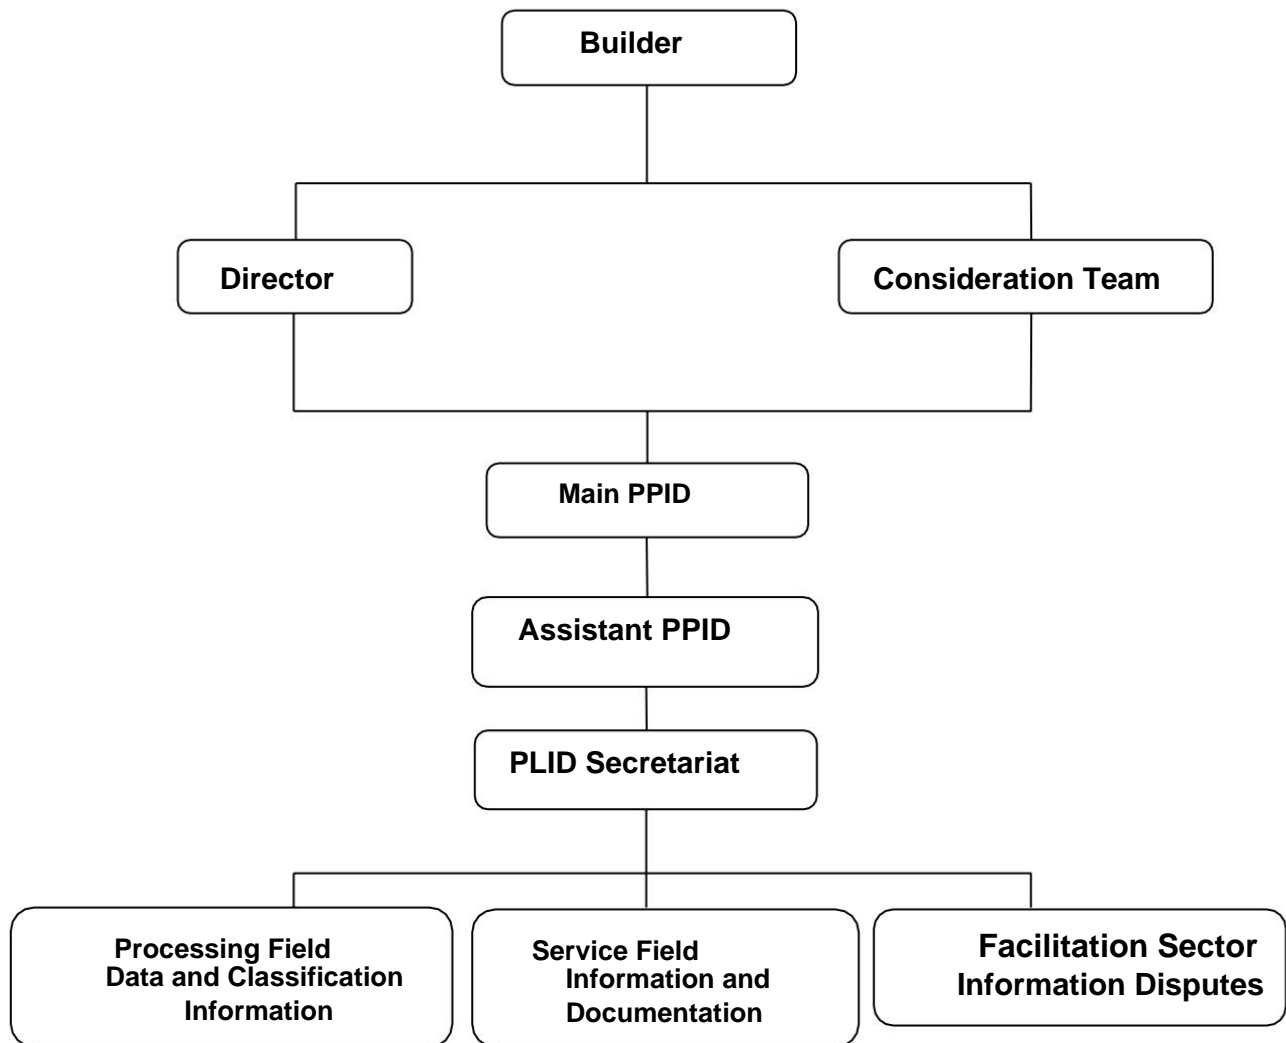 Builder
Director
Consideration Team
Main PPID
Assistant PPID
PLID Secretariat
Processing Field
Data and Classification
Information
Service Field
Information and
Documentation
Facilitation Sector
Information Disputes